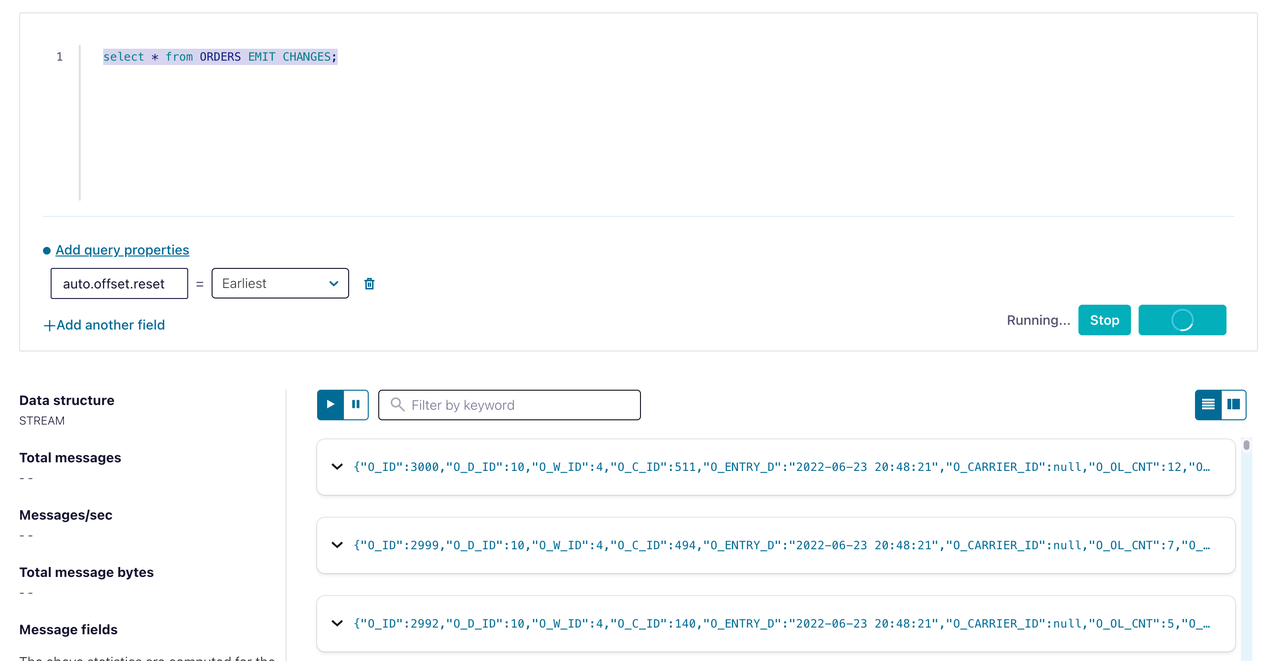 1 select * from ORDERS EMIT CHANGES;
Add query properties
auto.offset.reset = Earliest
+Add another field
Running... Stop
Data structure
STREAM
Total messages
- -
Messages/sec
- -
Total message bytes
- -
Message fields
The above statistics are computed for the
Filter by keyword
{"O_ID":3000,"O_D_ID":10,"O_W_ID":4,"O_C_ID":511,"O_ENTRY_D":"2022-06-23 20:48:21","O_CARRIER_ID":null,"O_OL_CNT":12,"O…
{"O_ID":2999,"O_D_ID":10,"O_W_ID":4,"O_C_ID":494,"O_ENTRY_D":"2022-06-23 20:48:21","O_CARRIER_ID":null,"O_OL_CNT":7,"O_…
{"O_ID":2992,"O_D_ID":10,"O_W_ID":4,"O_C_ID":140,"O_ENTRY_D":"2022-06-23 20:48:21","O_CARRIER_ID":null,"O_OL_CNT":5,"O_…